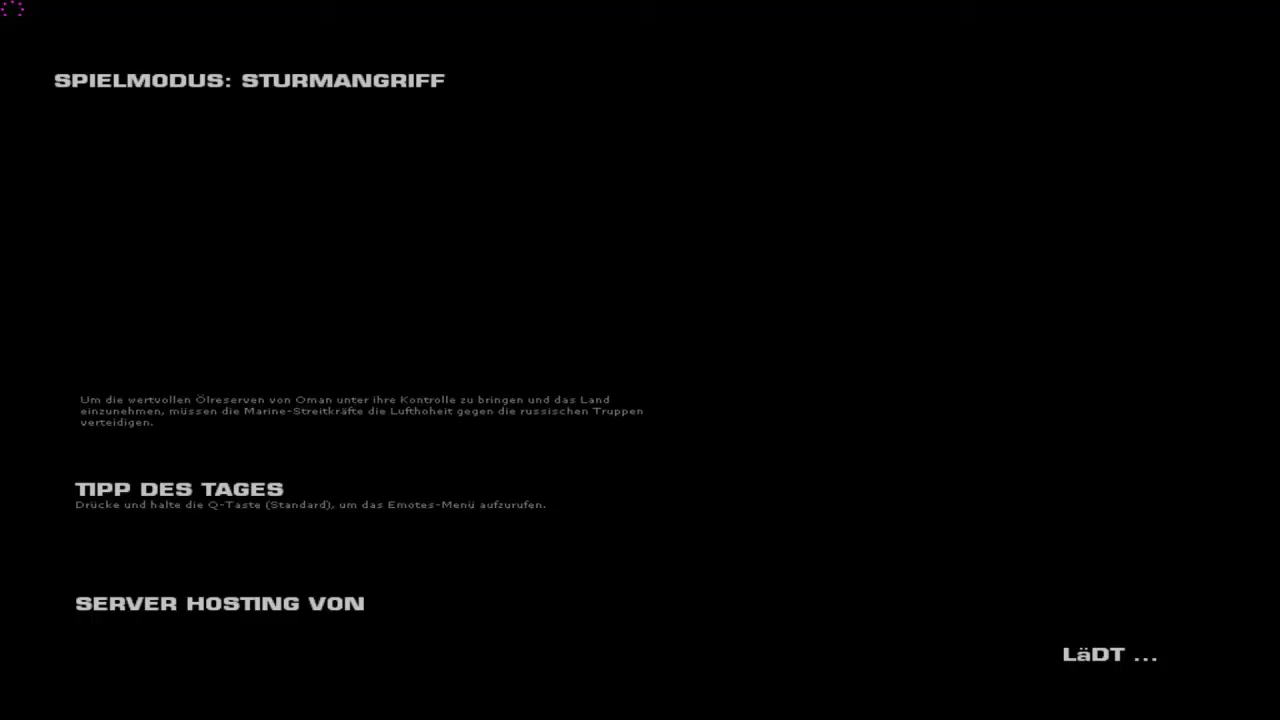 SPIELMODUS: STURMANGRIFF
Um die wertvollen Ölreserven von Oman unter ihre Kontrolle zu bringen und das Land
einzunehmen, müssen die Marine-Streitkräfte die Lufthoheit gegen die russischen Truppen
verteidigen.
TIPP DES TAGES
Drücke und halte die Q-Taste (Standard), um das Emotes-Menü aufzurufen.
SERVER HOSTING VON
LäDT ...